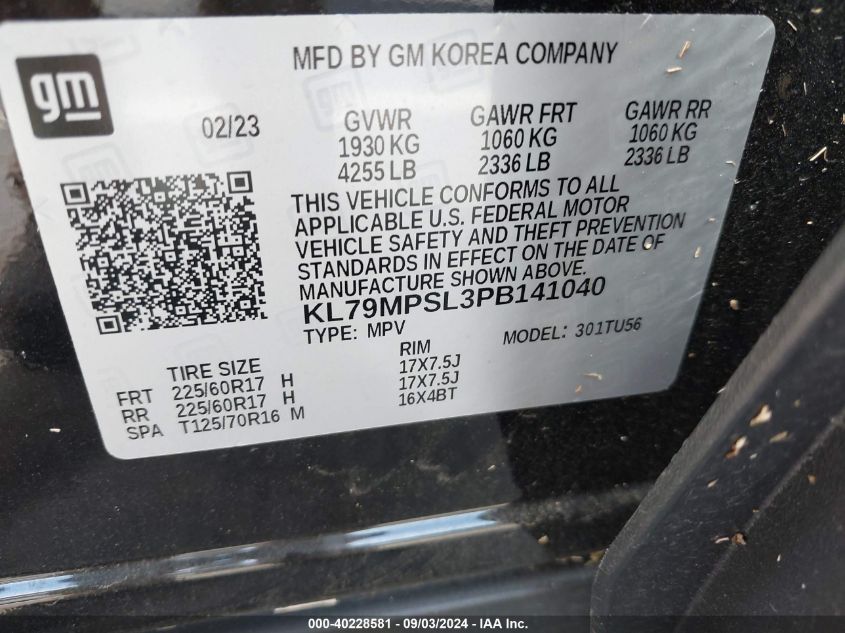 gm
MFD BY GM KOREA COMPANY
02/23
GVWR GAWR FRT GAWR RR
1930 KG 1060 KG 1060 KG
4255 LB 2336 LB 2336 LB
THIS VEHICLE CONFORMS TO ALL
APPLICABLE U.S. FEDERAL MOTOR
VEHICLE SAFETY AND THEFT PREVENTION
STANDARDS IN EFFECT ON THE DATE OF
MANUFACTURE SHOWN ABOVE.
KL79MPSL3PB141040
TYPE: MPV MODEL: 301TU56
TIRE SIZE RIM
FRT 225/60R17 H 17X7.5J
RR 225/60R17 H 17X7.5J
SPA T125/70R16 M 16X4BT
000-40228581 - 09/03/2024 - IAA Inc.